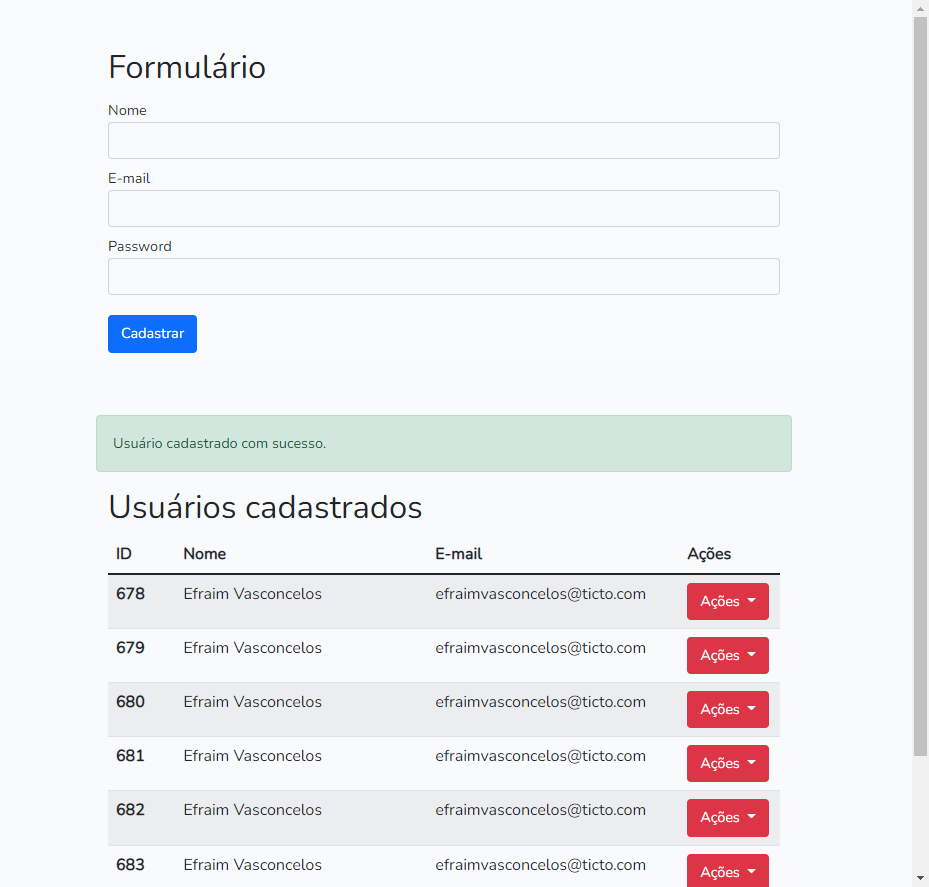 Formulário
Nome
E-mail
Password
Cadastrar
Usuário cadastrado com sucesso.
Usuários cadastrados
ID Nome E-mail Ações
678 Efraim Vasconcelos efraimvasconcelos@ticto.com Ações
679 Efraim Vasconcelos efraimvasconcelos@ticto.com Ações
680 Efraim Vasconcelos efraimvasconcelos@ticto.com Ações
681 Efraim Vasconcelos efraimvasconcelos@ticto.com Ações
682 Efraim Vasconcelos efraimvasconcelos@ticto.com Ações
683 Efraim Vasconcelos efraimvasconcelos@ticto.com Ações